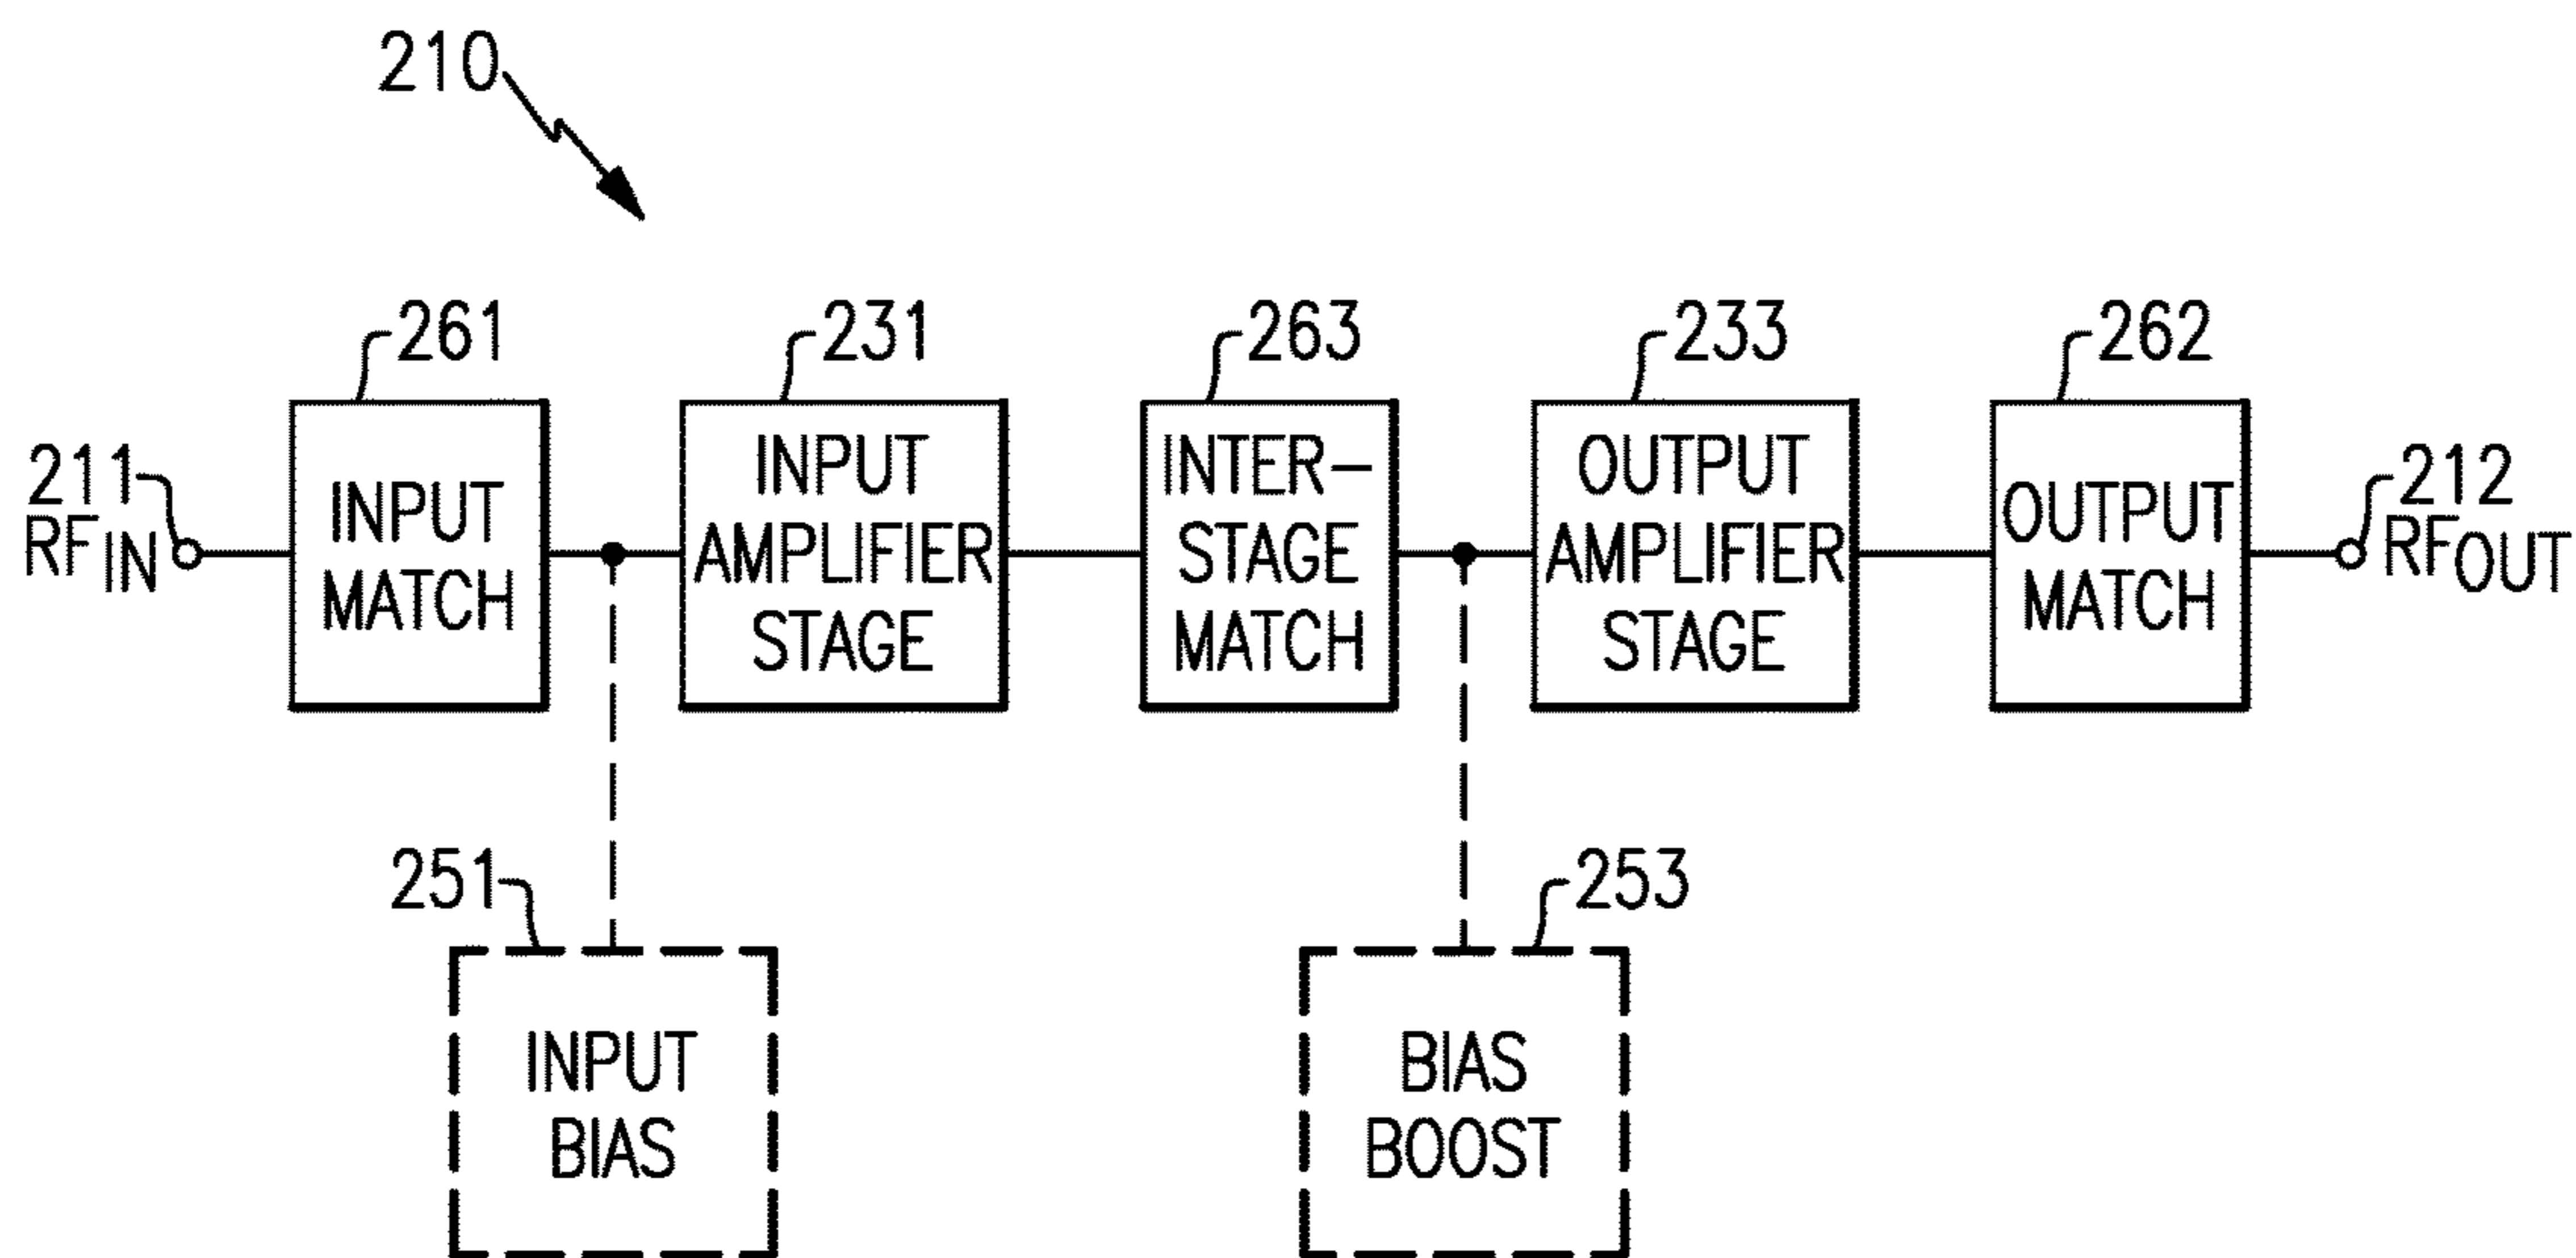 210
261
231
263
233
262
211
RFIN
INPUT
MATCH
INPUT
AMPLIFIER
STAGE
INTER-
STAGE
MATCH
OUTPUT
AMPLIFIER
STAGE
OUTPUT
MATCH
212
RFOUT
251
INPUT
BIAS
253
BIAS
BOOST